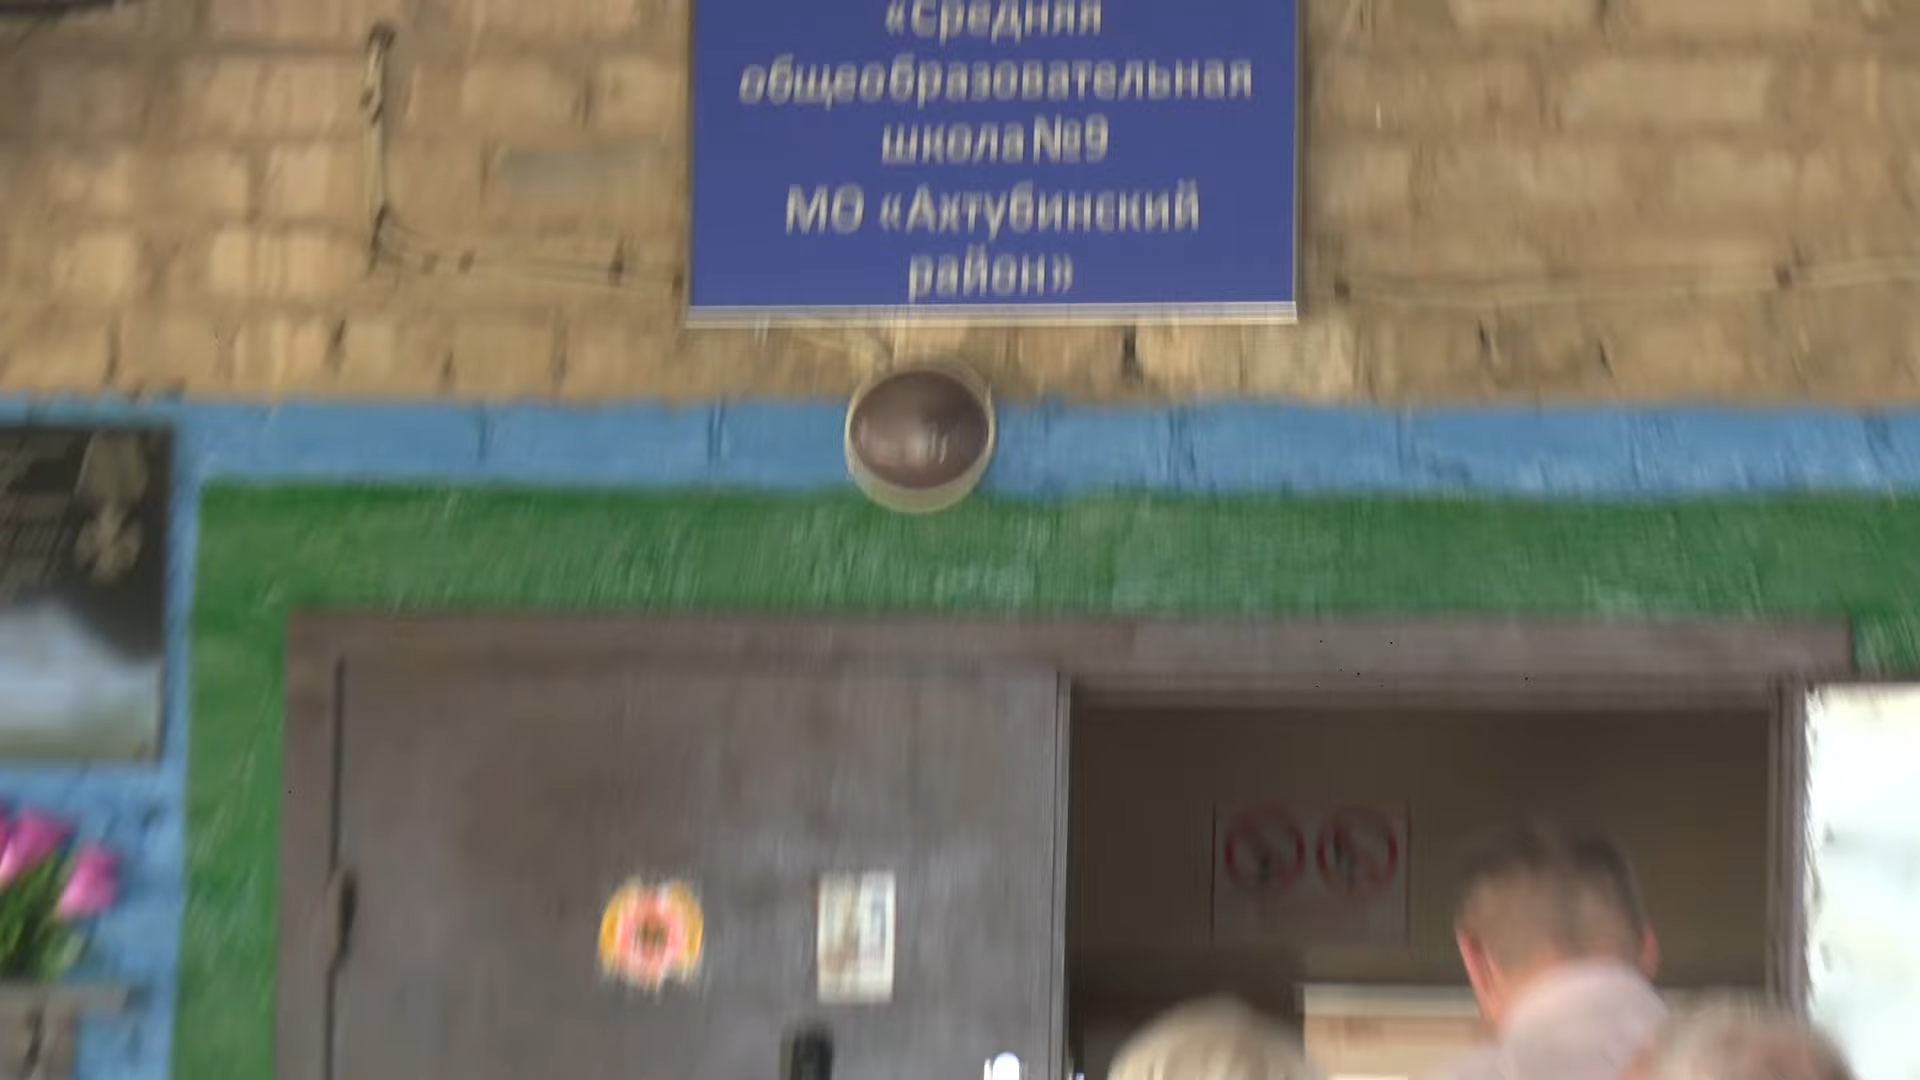 «Средняя
общеобразовательная
школа №9
МО «Ахтубинский
район»